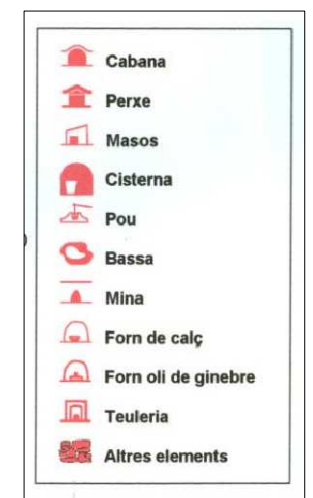 Cabana
Perxe
Masos
Cisterna
Pou
Bassa
Mina
Forn de calç
Forn oli de ginebre
Teuleria
Altres elements